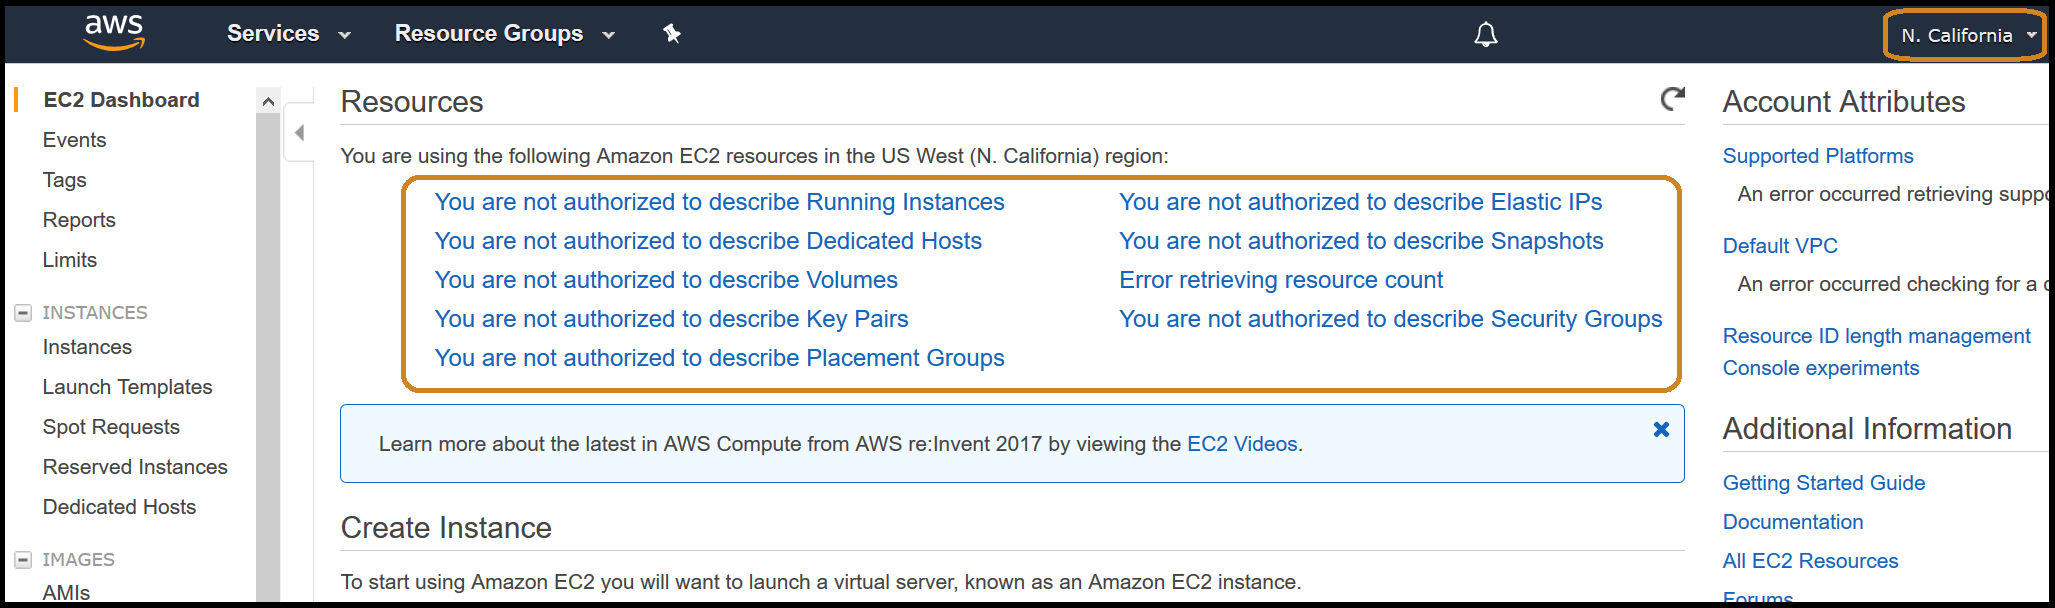 aws
Services
Resource Groups
N. California
EC2 Dashboard
Events
Tags
Reports
Limits
INSTANCES
Instances
Launch Templates
Spot Requests
Reserved Instances
Dedicated Hosts
IMAGES
AMIs
Resources
You are using the following Amazon EC2 resources in the US West (N. California) region:
You are not authorized to describe Running Instances
You are not authorized to describe Dedicated Hosts
You are not authorized to describe Volumes
You are not authorized to describe Key Pairs
You are not authorized to describe Placement Groups
You are not authorized to describe Elastic IPs
You are not authorized to describe Snapshots
Error retrieving resource count
You are not authorized to describe Security Groups
Learn more about the latest in AWS Compute from AWS re:Invent 2017 by viewing the EC2 Videos.
Create Instance
To start using Amazon EC2 you will want to launch a virtual server, known as an Amazon EC2 instance.
Account Attributes
Supported Platforms
An error occurred retrieving
Default VPC
An error occurred checking for a
Resource ID length management
Console experiments
Additional Information
Getting Started Guide
Documentation
All EC2 Resources
Forums